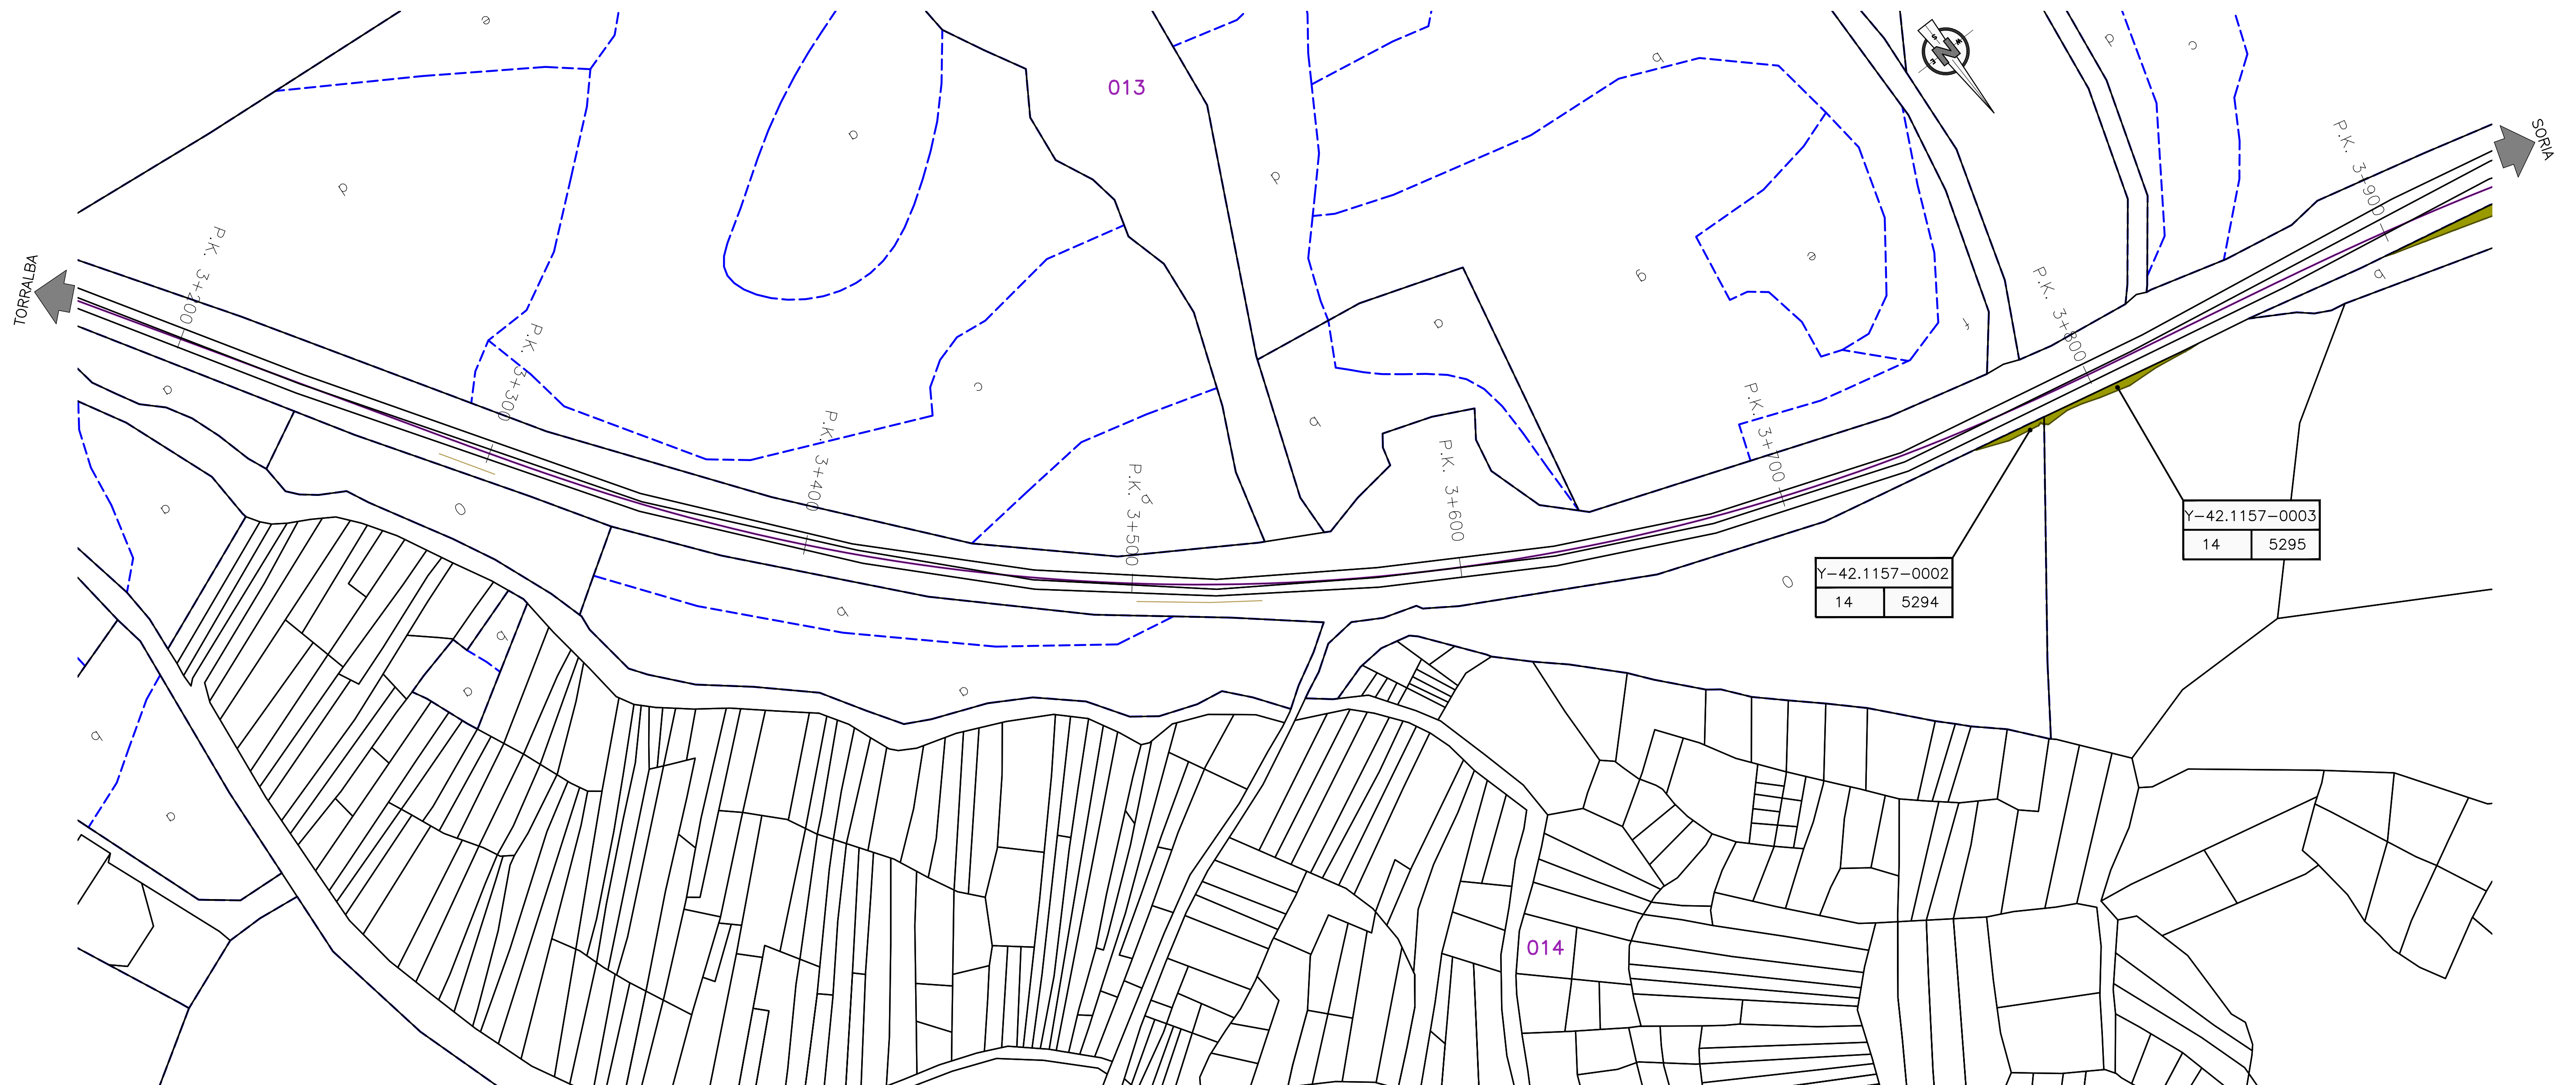 013
SORIA
TORRALBA
P.K. 3+200
P.K. 3+300
P.K. 3+400
P.K. 3+500
P.K. 3+600
P.K. 3+700
P.K. 3+800
P.K. 3+900
Y-42.1157-0003
14 5295
Y-42.1157-0002
14 5294
014